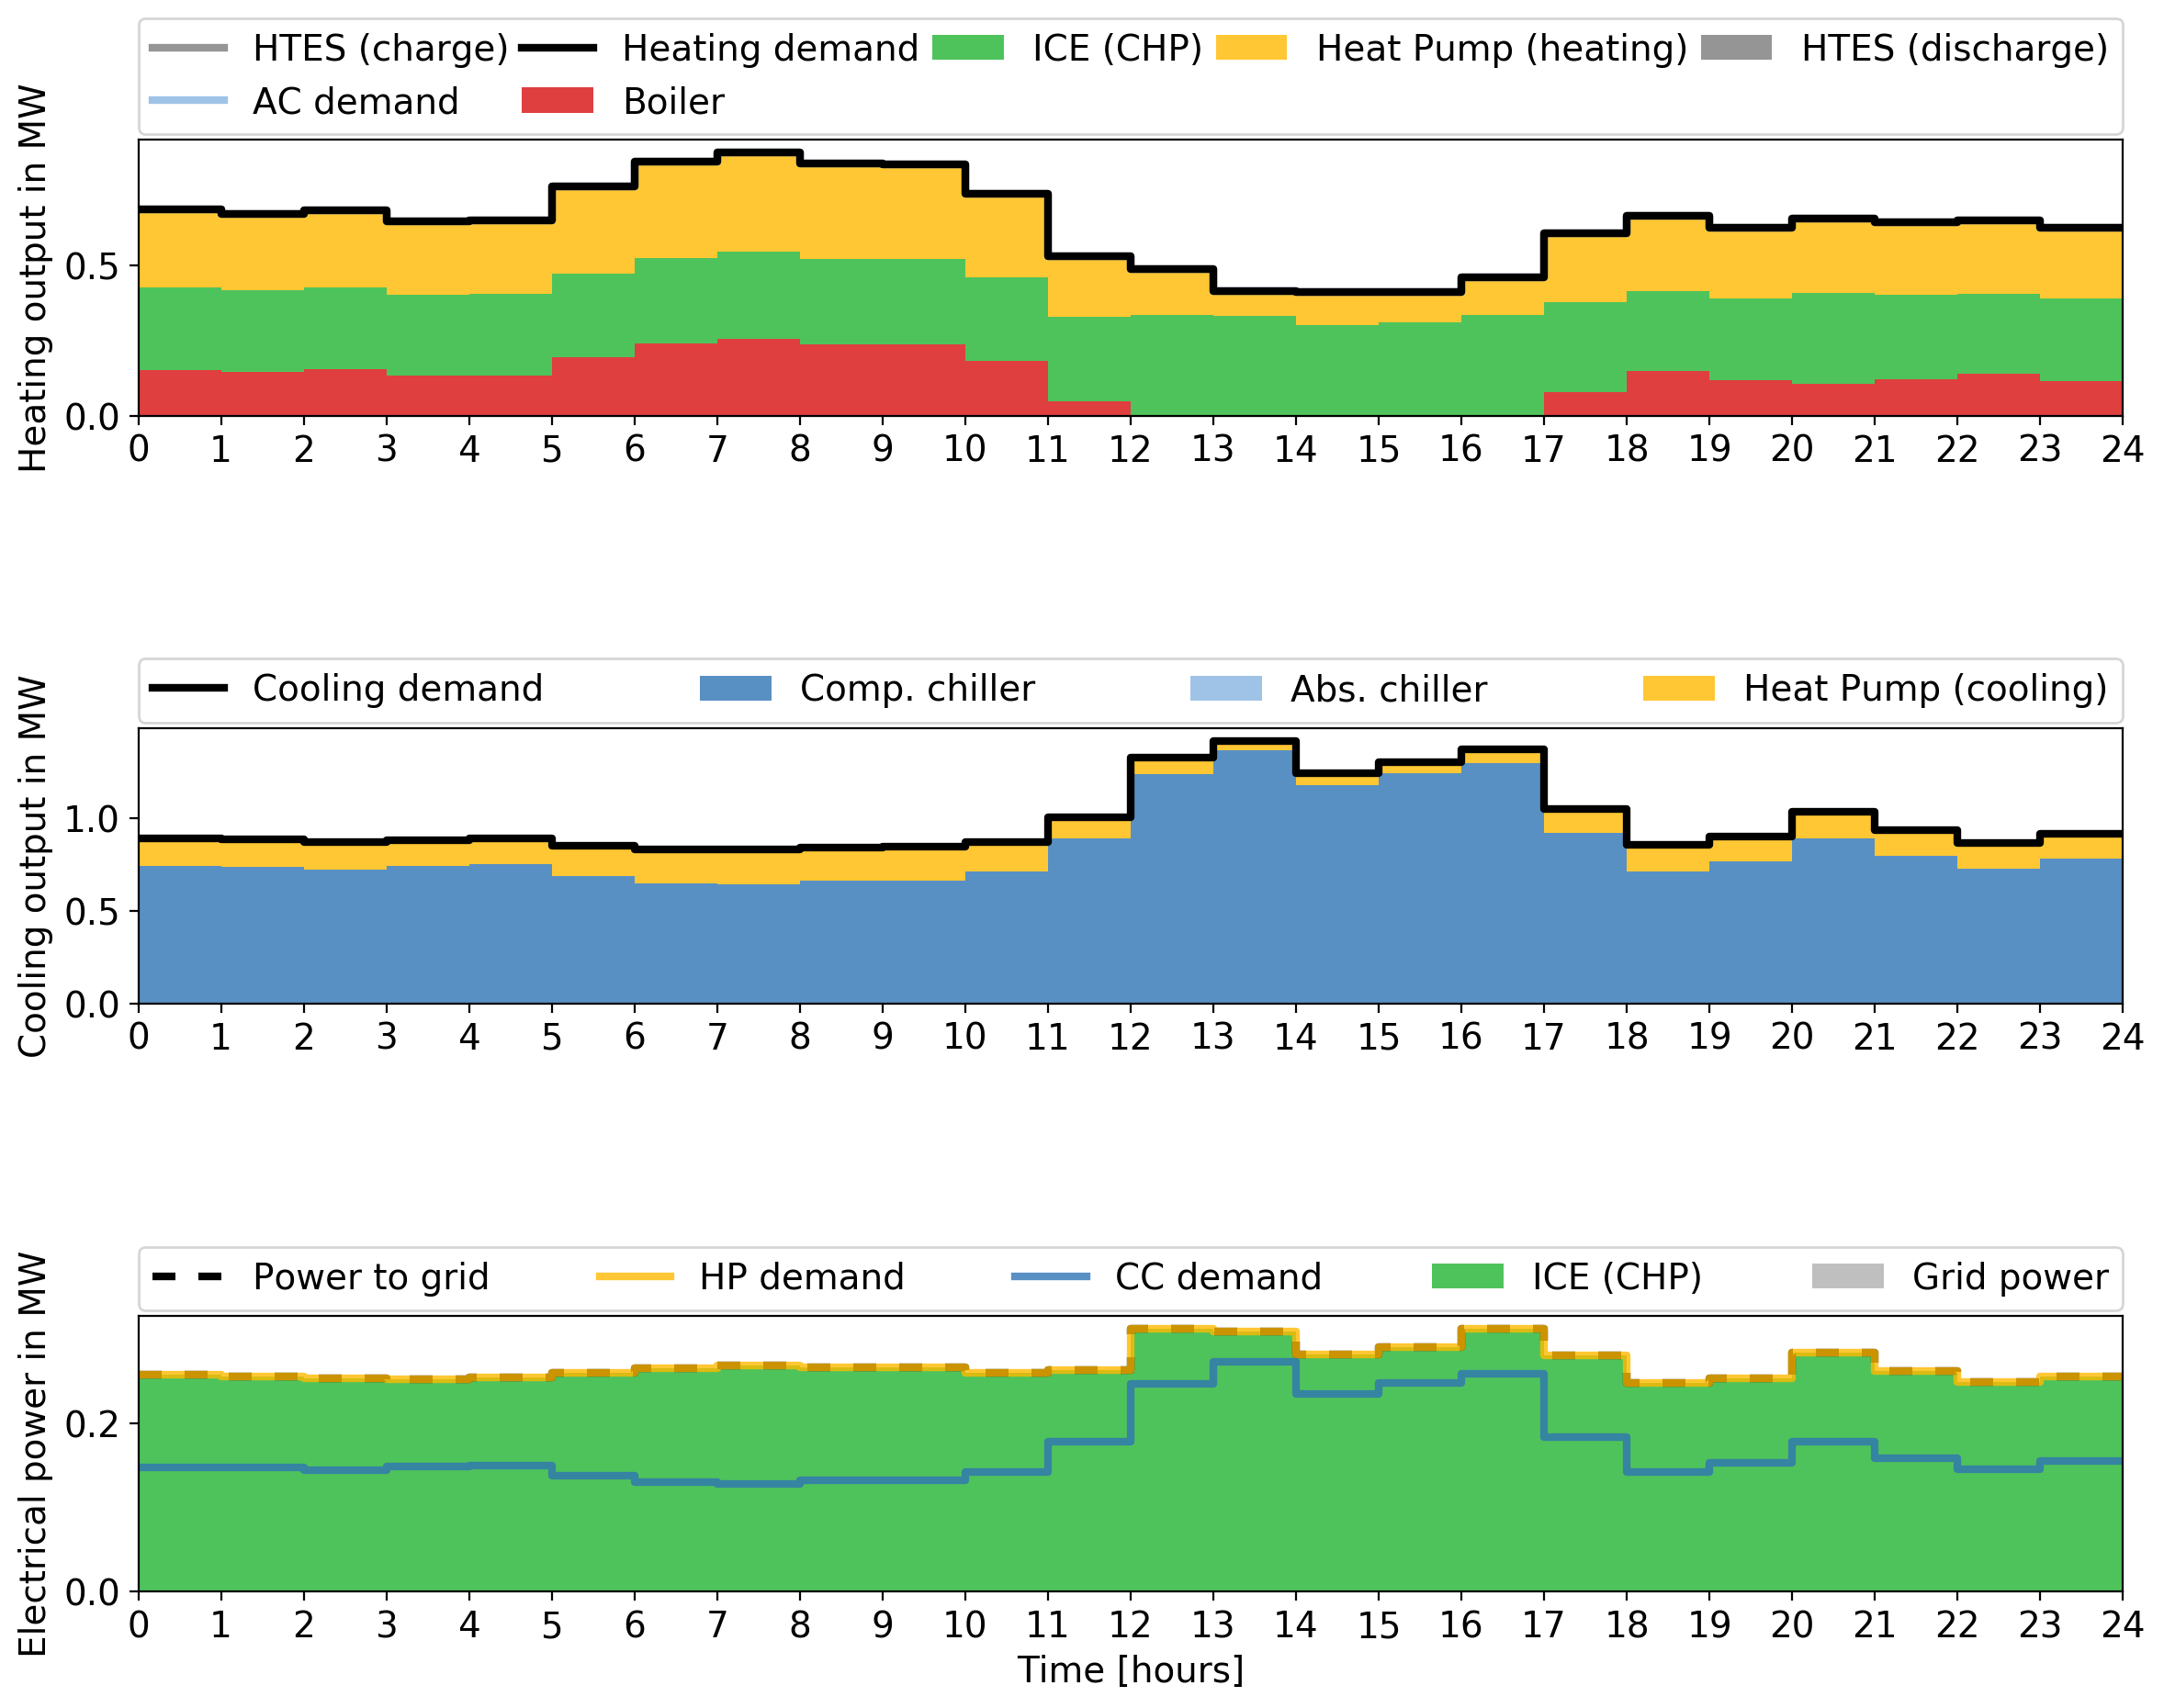 HTES (charge) Heating demand ICE (CHP) Heat Pump (heating) HTES (discharge)
AC demand Boiler
Heating output in MW
0.5
0.0
0 1 2 3 4 5 6 7 8 9 10 11 12 13 14 15 16 17 18 19 20 21 22 23 24
Cooling demand Comp. chiller Abs. chiller Heat Pump (cooling)
Cooling output in MW
1.0
0.5
0.0
0 1 2 3 4 5 6 7 8 9 10 11 12 13 14 15 16 17 18 19 20 21 22 23 24
Power to grid HP demand CC demand ICE (CHP) Grid power
Electrical power in MW
0.2
0.0
0 1 2 3 4 5 6 7 8 9 10 11 12 13 14 15 16 17 18 19 20 21 22 23 24
Time [hours]